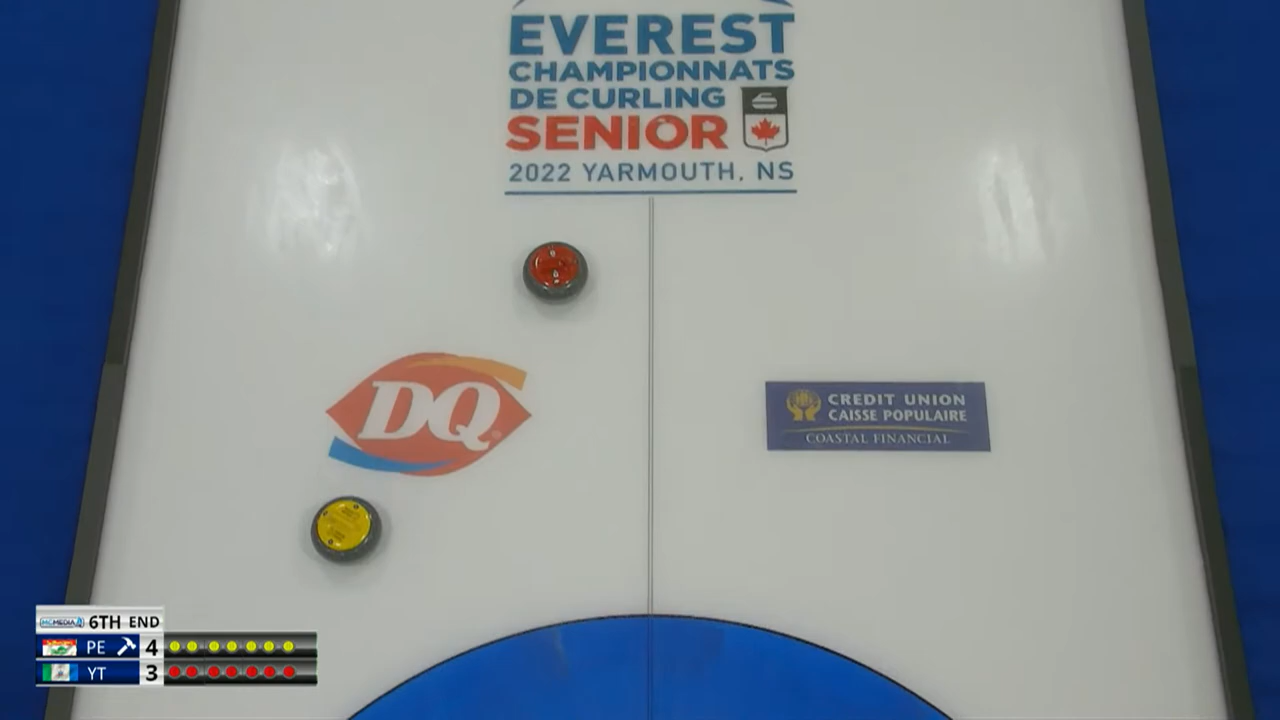 EVEREST
CHAMPIONNATS
DE CURLING
SENIOR
2022 YARMOUTH, NS
DQ
CREDIT UNION
CAISSE POPULAIRE
COASTAL FINANCIAL
MCMEDIA 6TH END
PE 4
YT 3